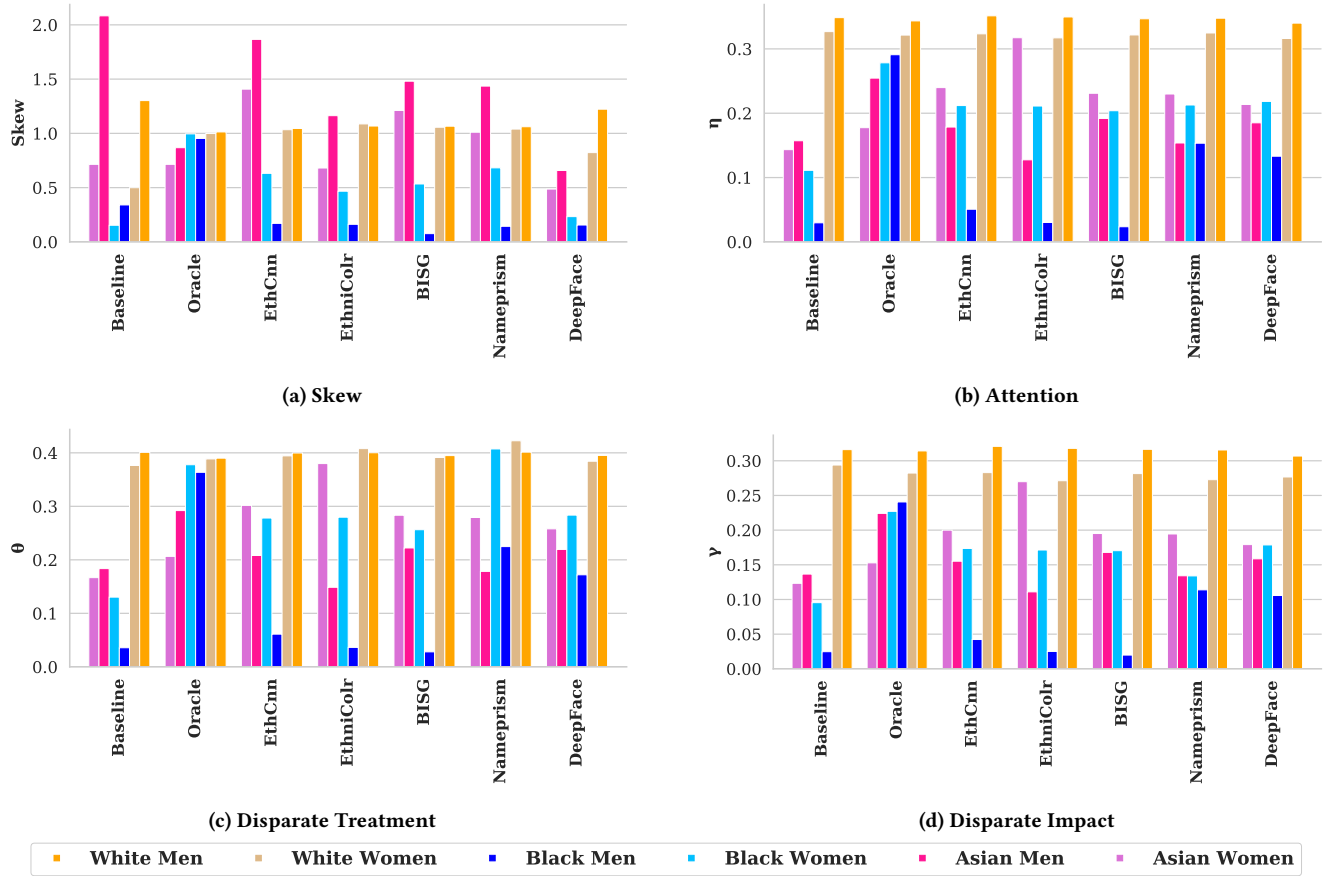 2.0
1.5
1.0
0.5
0.0
Skew
Baseline
Oracle
EthCnn
EthniColr
BISG
Nameprism
DeepFace
(a) Skew
0.3
0.2
0.1
0.0
η
Baseline
Oracle
EthCnn
EthniColr
BISG
Nameprism
DeepFace
(b) Attention
0.4
0.3
0.2
0.1
0.0
θ
Baseline
Oracle
EthCnn
EthniColr
BISG
Nameprism
DeepFace
(c) Disparate Treatment
0.30
0.25
0.20
0.15
0.10
0.05
0.00
γ
Baseline
Oracle
EthCnn
EthniColr
BISG
Nameprism
DeepFace
(d) Disparate Impact
White Men White Women Black Men Black Women Asian Men Asian Women